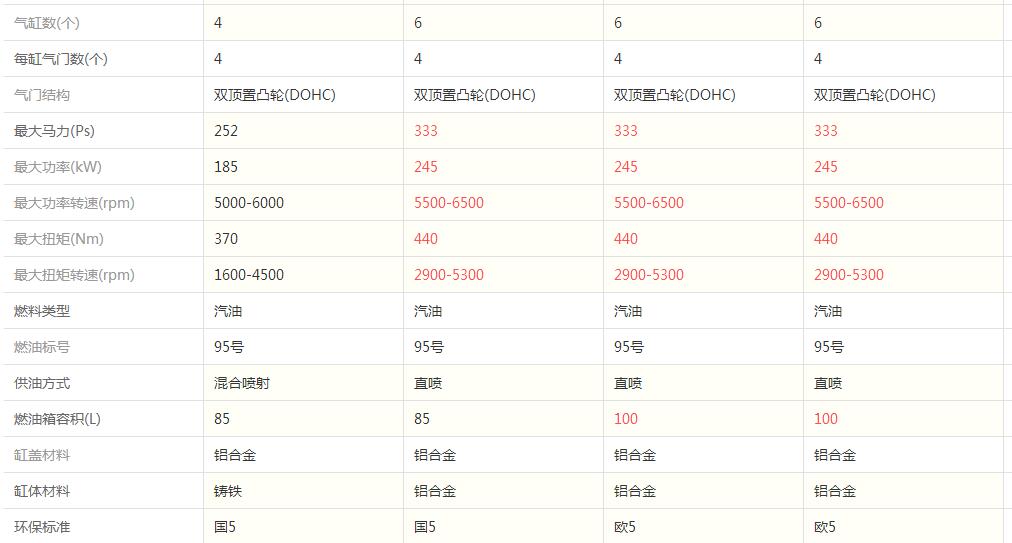 气缸数(个) 4 6 6 6
每缸气门数(个) 4 4 4 4
气门结构 双顶置凸轮(DOHC) 双顶置凸轮(DOHC) 双顶置凸轮(DOHC) 双顶置凸轮(DOHC)
最大马力(Ps) 252 333 333 333
最大功率(kW) 185 245 245 245
最大功率转速(rpm) 5000-6000 5500-6500 5500-6500 5500-6500
最大扭矩(Nm) 370 440 440 440
最大扭矩转速(rpm) 1600-4500 2900-5300 2900-5300 2900-5300
燃料类型 汽油 汽油 汽油 汽油
燃油标号 95号 95号 95号 95号
供油方式 混合喷射 直喷 直喷 直喷
燃油箱容积(L) 85 85 100 100
缸盖材料 铝合金 铝合金 铝合金 铝合金
缸体材料 铸铁 铝合金 铝合金 铝合金
环保标准 国5 国5 欧5 欧5